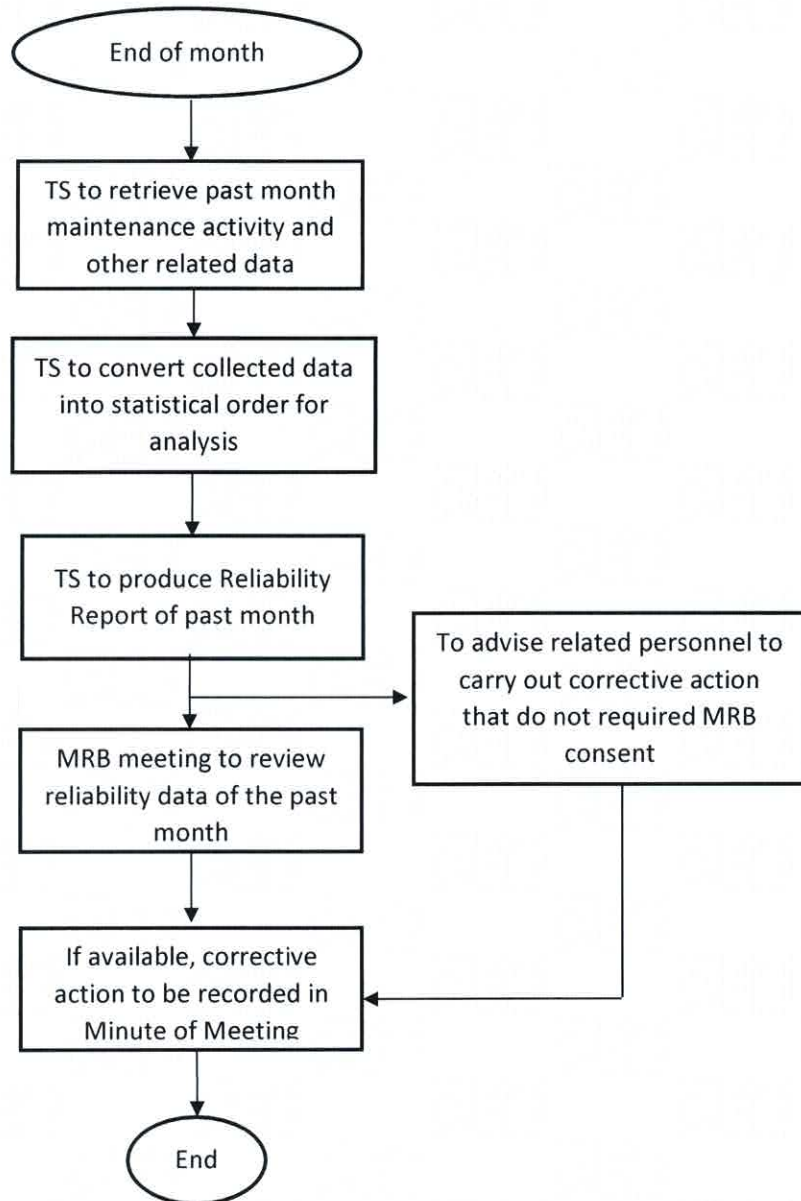 End of month
TS to retrieve past month
maintenance activity and
other related data
TS to convert collected data
into statistical order for
analysis
TS to produce Reliability
Report of past month
To advise related personnel to
carry out corrective action
that do not required MRB
consent
MRB meeting to review
reliability data of the past
month
If available, corrective
action to be recorded in
Minute of Meeting
End